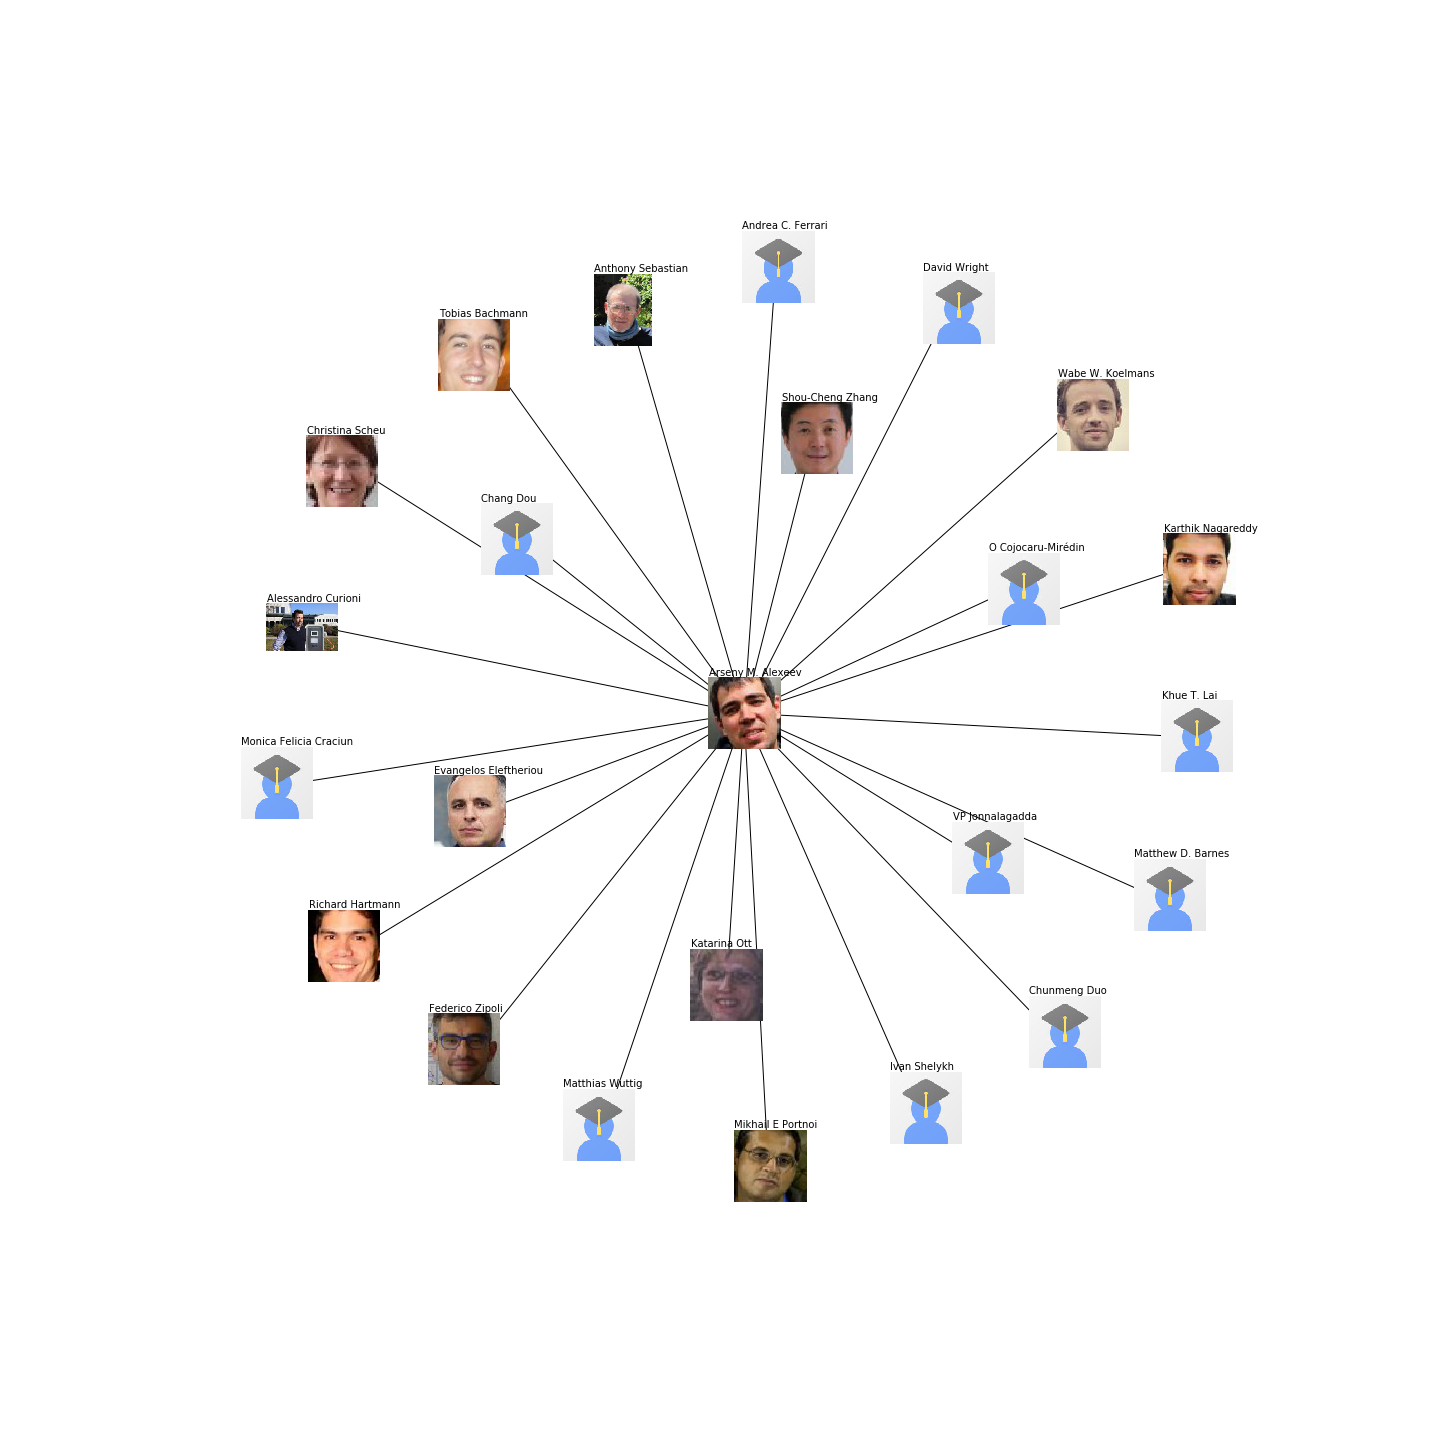 Andrea C. Ferrari
Anthony Sebastian
David Wright
Tobias Bachmann
Wabe W. Koelmans
Shou-Cheng Zhang
Christina Scheu
Chang Dou
Karthik Nagareddy
O Cojocaru-Mirédin
Alessandro Curioni
Arseny M. Alexeev
Khue T. Lai
Monica Felicia Craciun
Evangelos Eleftheriou
VP Jonnalagadda
Matthew D. Barnes
Richard Hartmann
Katarina Ott
Chunmeng Duo
Federico Zipoli
Ivan Shelykh
Matthias Wuttig
Mikhail E Portnoi